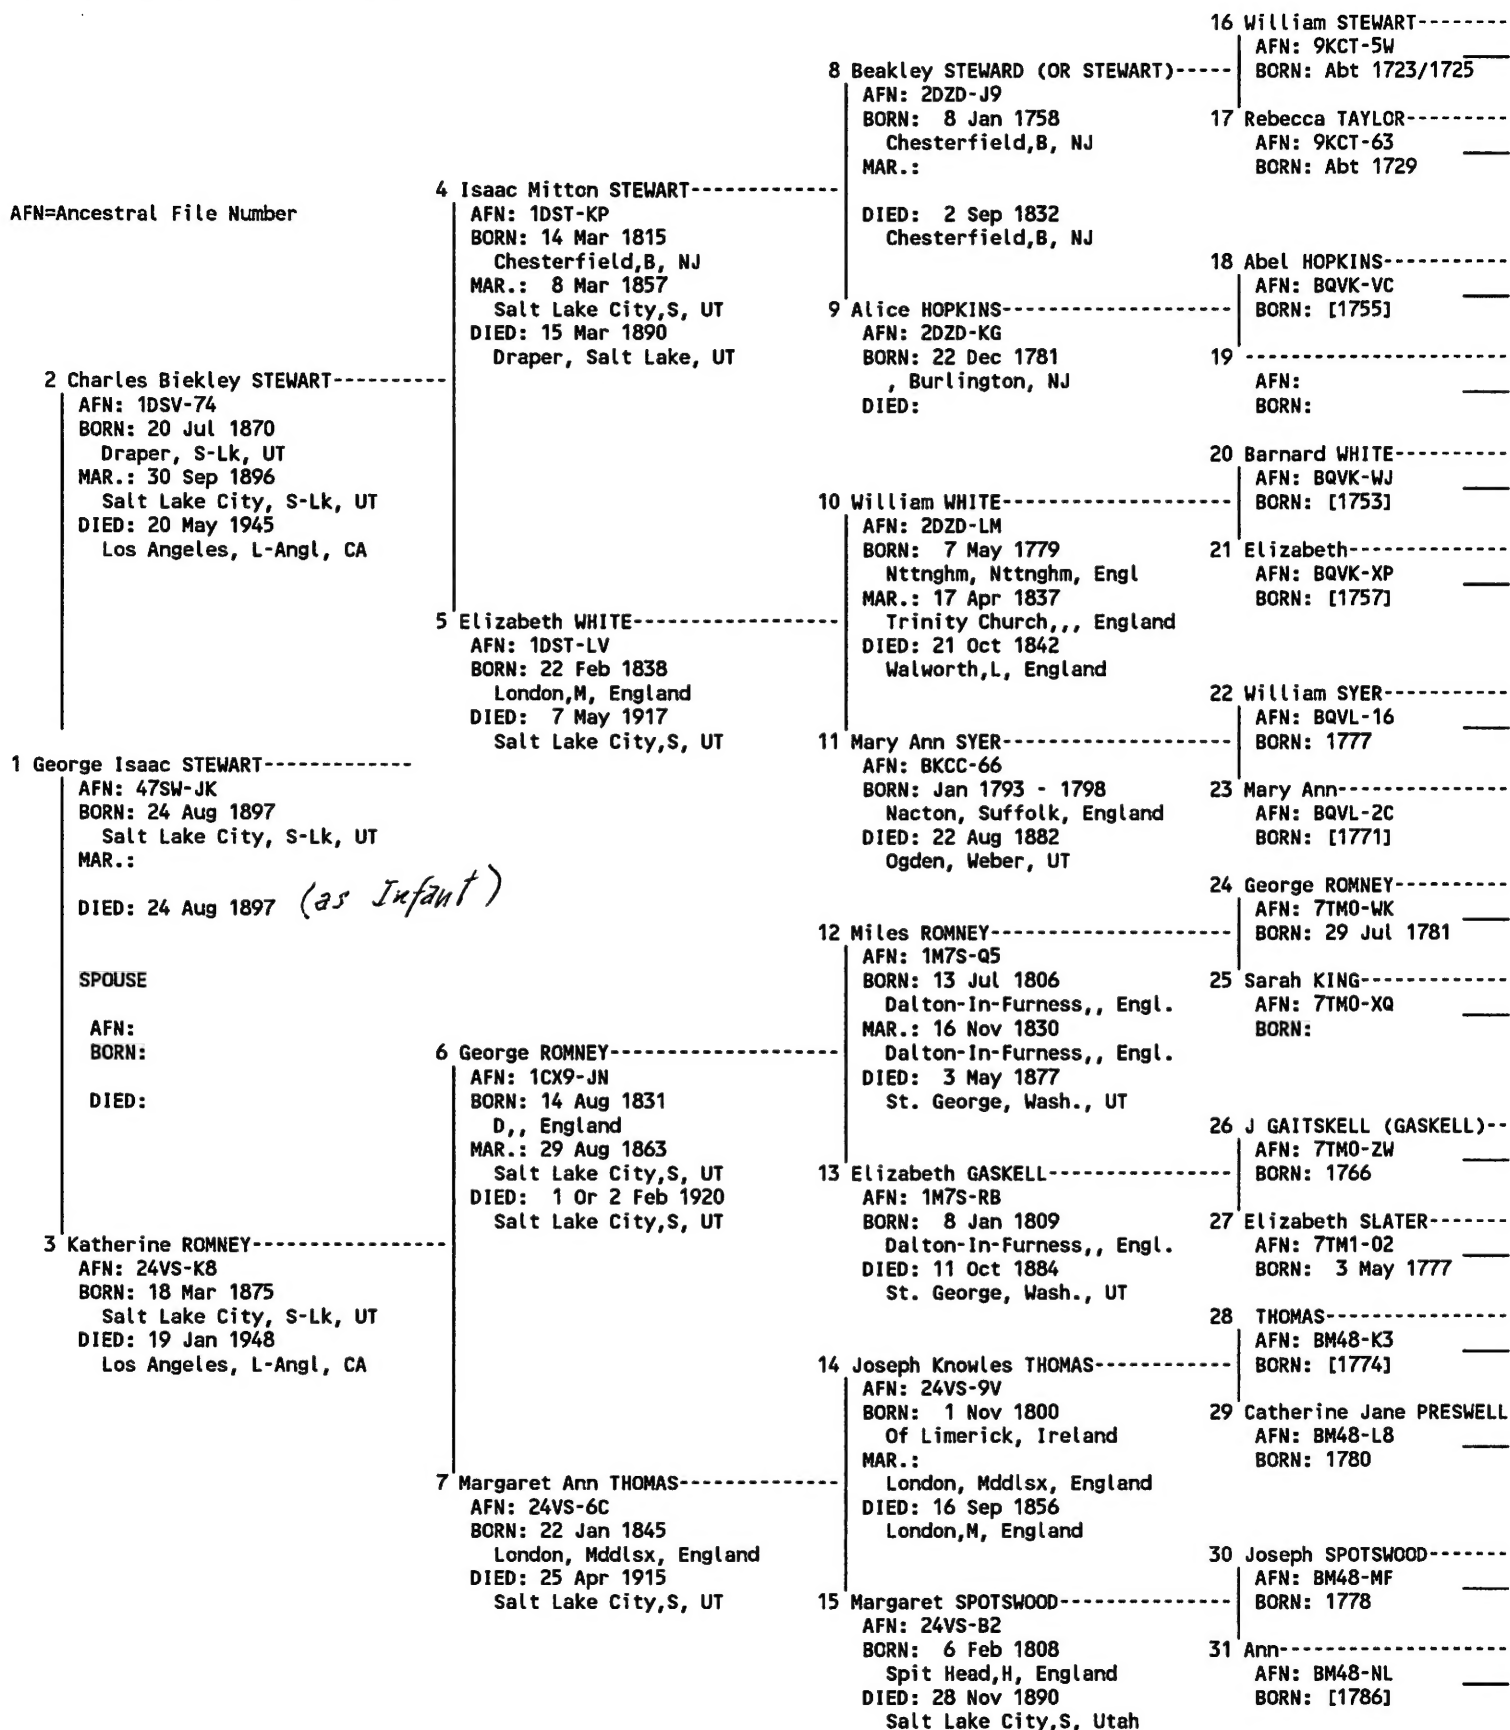 AFN=Ancestral File Number
1 George Isaac STEWART-------------
AFN: 47SW-JK
BORN: 24 Aug 1897
Salt Lake City, S-Lk, UT
MAR.:
DIED: 24 Aug 1897 (as Infant)
SPOUSE
AFN:
BORN:
DIED:
2 Charles Biekley STEWART----------
AFN: 1DSV-74
BORN: 20 Jul 1870
Draper, S-Lk, UT
MAR.: 30 Sep 1896
Salt Lake City, S-Lk, UT
DIED: 20 May 1945
Los Angeles, L-Angl, CA
3 Katherine ROMNEY-----------------
AFN: 24VS-K8
BORN: 18 Mar 1875
Salt Lake City, S-Lk, UT
DIED: 19 Jan 1948
Los Angeles, L-Angl, CA
4 Isaac Mitton STEWART-------------
AFN: 1DST-KP
BORN: 14 Mar 1815
Chesterfield,B, NJ
MAR.:  8 Mar 1857
Salt Lake City,S, UT
DIED: 15 Mar 1890
Draper, Salt Lake, UT
5 Elizabeth WHITE------------------
AFN: 1DST-LV
BORN: 22 Feb 1838
London,M, England
DIED:  7 May 1917
Salt Lake City,S, UT
6 George ROMNEY--------------------
AFN: 1CX9-JN
BORN: 14 Aug 1831
D,, England
MAR.: 29 Aug 1863
Salt Lake City,S, UT
DIED:  1 Or 2 Feb 1920
Salt Lake City,S, UT
7 Margaret Ann THOMAS--------------
AFN: 24VS-6C
BORN: 22 Jan 1845
London, Mddlsx, England
DIED: 25 Apr 1915
Salt Lake City,S, UT
8 Beakley STEWARD (OR STEWART)-----
AFN: 2DZD-J9
BORN:  8 Jan 1758
Chesterfield,B, NJ
MAR.:
DIED:  2 Sep 1832
Chesterfield,B, NJ
9 Alice HOPKINS--------------------
AFN: 2DZD-KG
BORN: 22 Dec 1781
, Burlington, NJ
DIED:
10 William WHITE--------------------
AFN: 2DZD-LM
BORN:  7 May 1779
Nttnghm, Nttnghm, Engl
MAR.: 17 Apr 1837
Trinity Church,,, England
DIED: 21 Oct 1842
Walworth,L, England
11 Mary Ann SYER--------------------
AFN: BKCC-66
BORN: Jan 1793 - 1798
Nacton, Suffolk, England
DIED: 22 Aug 1882
Ogden, Weber, UT
12 Miles ROMNEY---------------------
AFN: 1M7S-Q5
BORN: 13 Jul 1806
Dalton-In-Furness,, Engl.
MAR.: 16 Nov 1830
Dalton-In-Furness,, Engl.
DIED:  3 May 1877
St. George, Wash., UT
13 Elizabeth GASKELL----------------
AFN: 1M7S-RB
BORN:  8 Jan 1809
Dalton-In-Furness,, Engl.
DIED: 11 Oct 1884
St. George, Wash., UT
14 Joseph Knowles THOMAS------------
AFN: 24VS-9V
BORN:  1 Nov 1800
Of Limerick, Ireland
MAR.:
London, Mddlsx, England
DIED: 16 Sep 1856
London,M, England
15 Margaret SPOTSWOOD---------------
AFN: 24VS-B2
BORN:  6 Feb 1808
Spit Head,H, England
DIED: 28 Nov 1890
Salt Lake City,S, Utah
16 William STEWART--------
AFN: 9KCT-5W
BORN: Abt 1723/1725
17 Rebecca TAYLOR---------
AFN: 9KCT-63
BORN: Abt 1729
18 Abel HOPKINS-----------
AFN: BQVK-VC
BORN: [1755]
19 -----------------------
AFN:
BORN:
20 Barnard WHITE----------
AFN: BQVK-WJ
BORN: [1753]
21 Elizabeth--------------
AFN: BQVK-XP
BORN: [1757]
22 William SYER-----------
AFN: BQVL-16
BORN: 1777
23 Mary Ann---------------
AFN: BQVL-2C
BORN: [1771]
24 George ROMNEY----------
AFN: 7TM0-WK
BORN: 29 Jul 1781
25 Sarah KING-------------
AFN: 7TM0-XQ
BORN:
26 J GAITSKELL (GASKELL)--
AFN: 7TM0-ZW
BORN: 1766
27 Elizabeth SLATER-------
AFN: 7TM1-02
BORN:  3 May 1777
28 THOMAS----------------
AFN: BM48-K3
BORN: [1774]
29 Catherine Jane PRESWELL
AFN: BM48-L8
BORN: 1780
30 Joseph SPOTSWOOD-------
AFN: BM48-MF
BORN: 1778
31 Ann--------------------
AFN: BM48-NL
BORN: [1786]